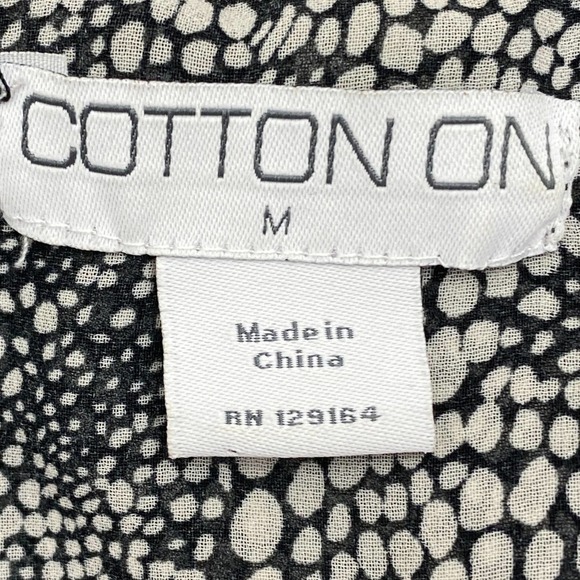 COTTON ON
M
Made in
China
RN 129164